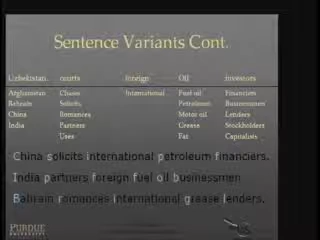 Sentence Variants Cont.
Uzbekistan courts foreign Oil investors
Afghanistan Chases International Fuel oil Financiers
Bahrain Solicits Petroleum Businessmen
China Romances Motor oil Lenders
India Partners Grease Stockholders
Uses Fat Capitalists
China solicits international petroleum financiers.
India partners foreign fuel oil businessmen
Bahrain romances international grease lenders.
PURDUE
UNIVERSITY